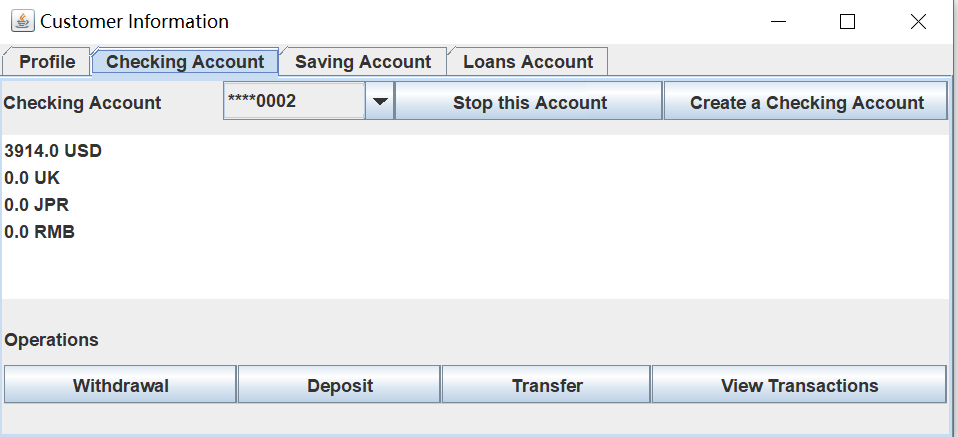 Customer Information
Profile Checking Account Saving Account Loans Account
Checking Account ****0002 Stop this Account Create a Checking Account
3914.0 USD
0.0 UK
0.0 JPR
0.0 RMB
Operations
Withdrawal Deposit Transfer View Transactions